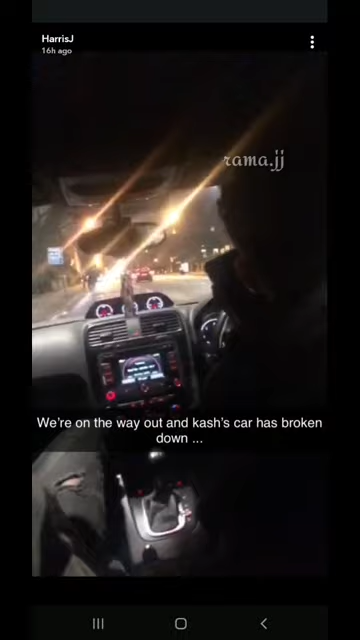 HarrisJ
16h ago
rama.jj
We're on the way out and kash's car has broken
down ...